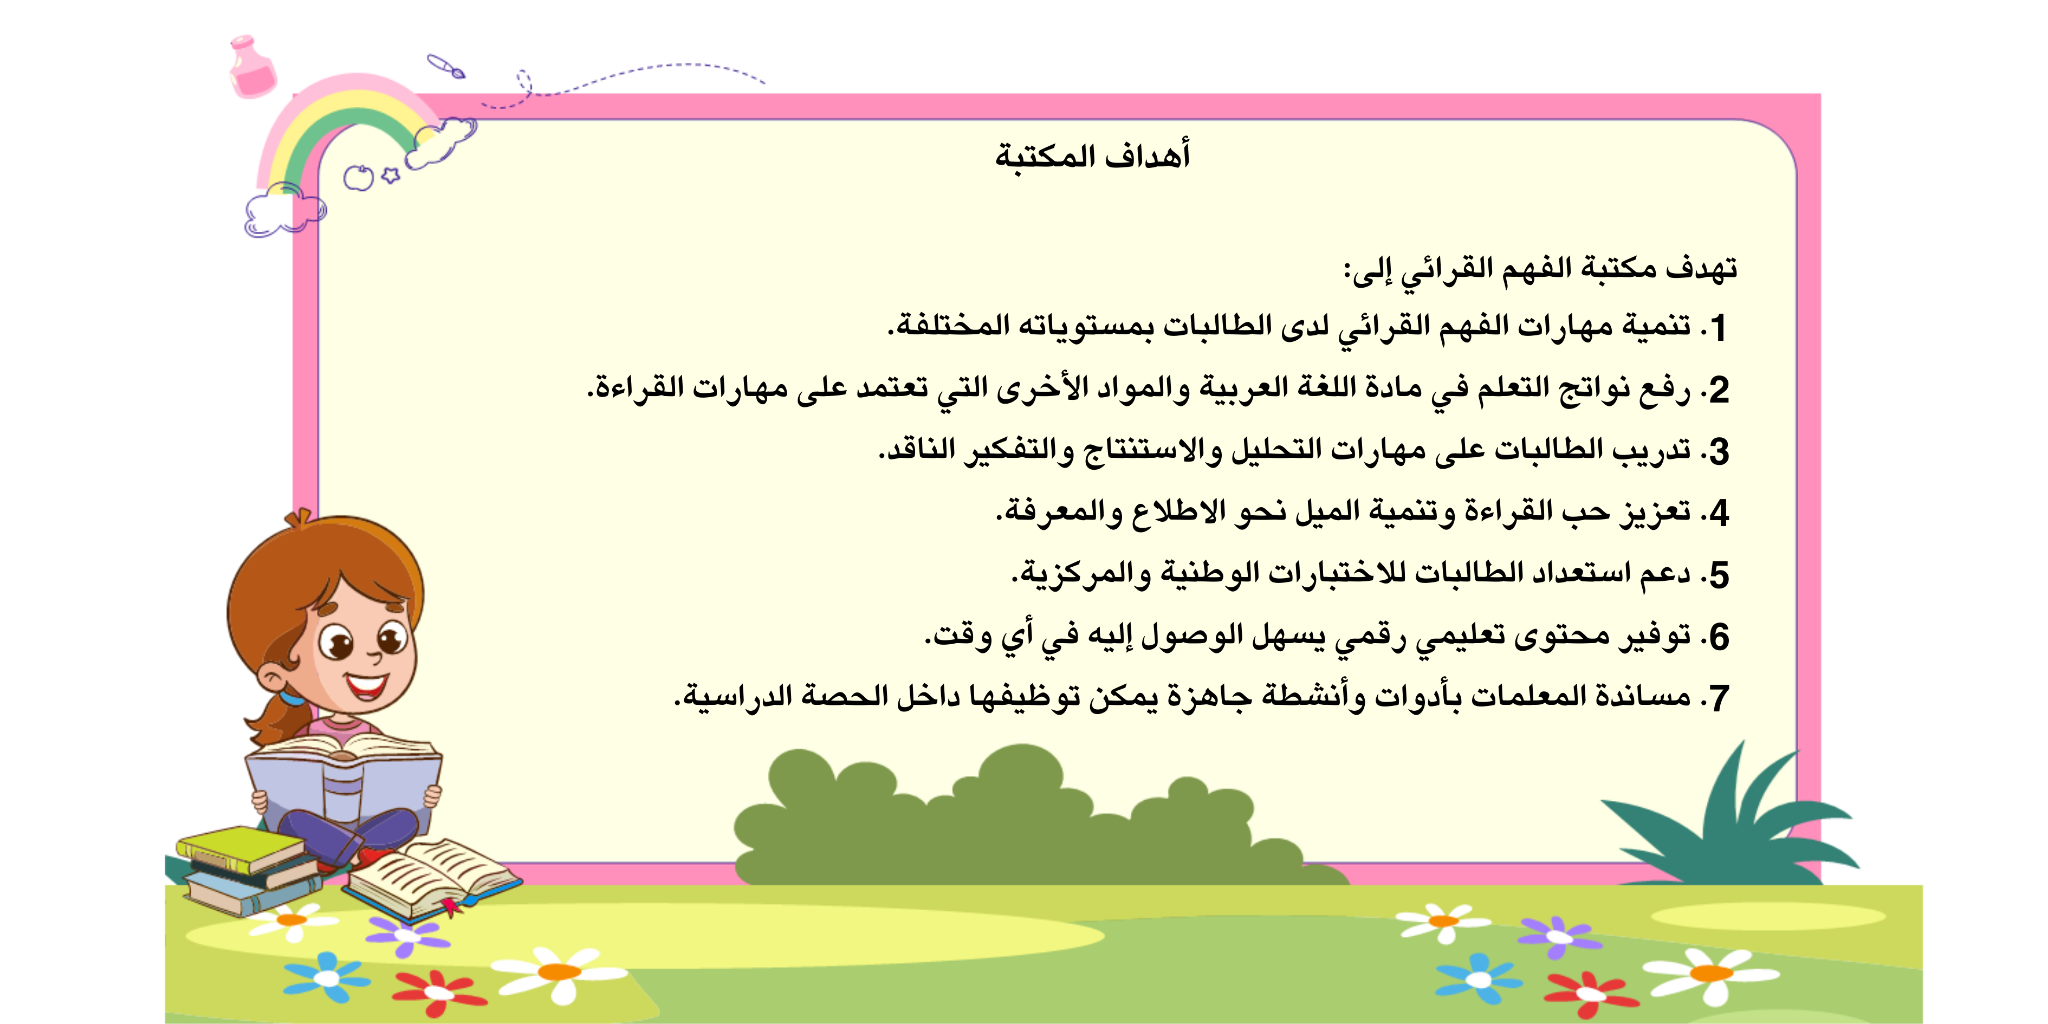 أهداف المكتبة
تهدف مكتبة الفهم القرائي إلى:
1. تنمية مهارات الفهم القرائي لدى الطالبات بمستوياته المختلفة.
2. رفع نواتج التعلم في مادة اللغة العربية والمواد الأخرى التي تعتمد على مهارات القراءة.
3. تدريب الطالبات على مهارات التحليل والاستنتاج والتفكير الناقد.
4. تعزيز حب القراءة وتنمية الميل نحو الاطلاع والمعرفة.
5. دعم استعداد الطالبات للاختبارات الوطنية والمركزية.
6. توفير محتوى تعليمي رقمي يسهل الوصول إليه في أي وقت.
7. مساندة المعلمات بأدوات وأنشطة جاهزة يمكن توظيفها داخل الحصة الدراسية.